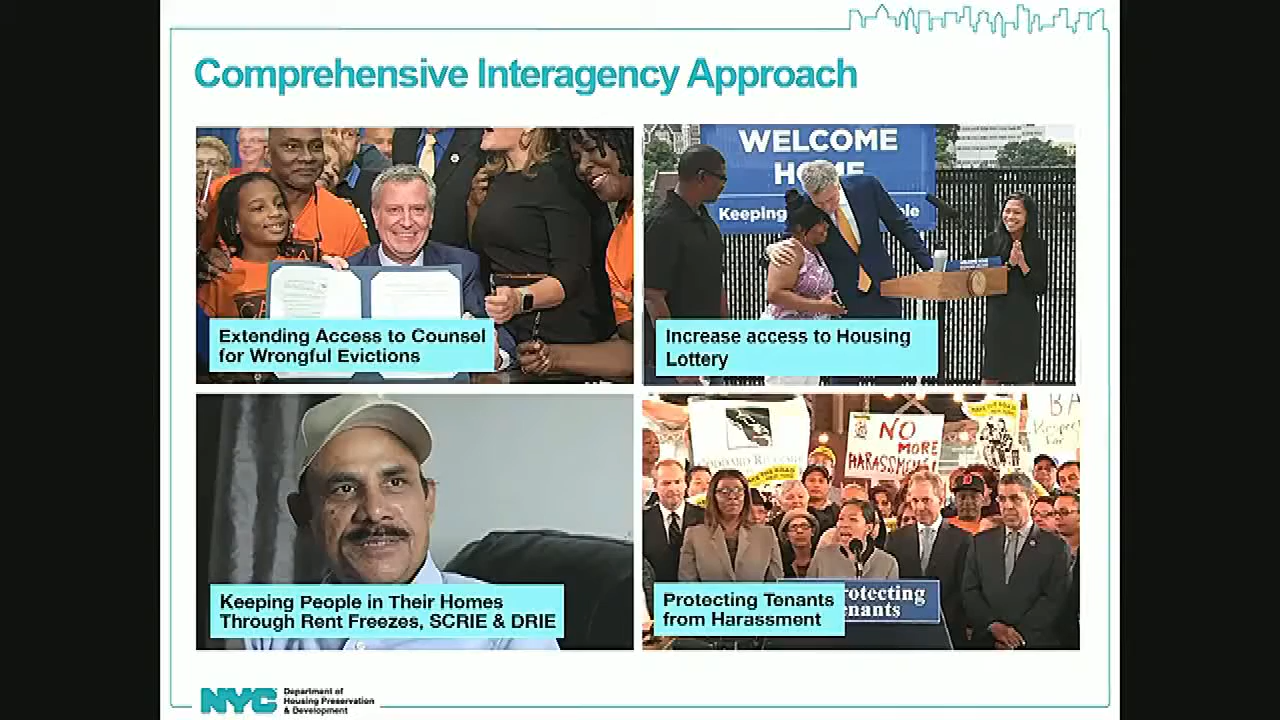 Comprehensive Interagency Approach
WELCOME
HOME
Keeping
Extending Access to Counsel
for Wrongful Evictions
Increase access to Housing
Lottery
NO
MORE
HARASSMENT!
Keeping People in Their Homes
Through Rent Freezes, SCRIE & DRIE
Protecting Tenants
from Harassment
rotecting
enants
NYC
Department of
Housing Preservation
& Development